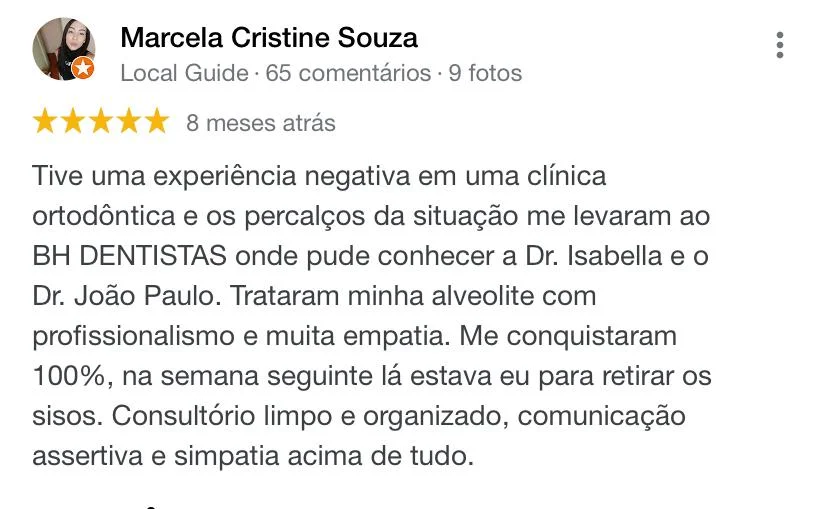 Marcela Cristine Souza
Local Guide · 65 comentários · 9 fotos
8 meses atrás
Tive uma experiência negativa em uma clínica
ortodôntica e os percalços da situação me levaram ao
BH DENTISTAS onde pude conhecer a Dr. Isabella e o
Dr. João Paulo. Trataram minha alveolite com
profissionalismo e muita empatia. Me conquistaram
100%, na semana seguinte lá estava eu para retirar os
sisos. Consultório limpo e organizado, comunicação
assertiva e simpatia acima de tudo.